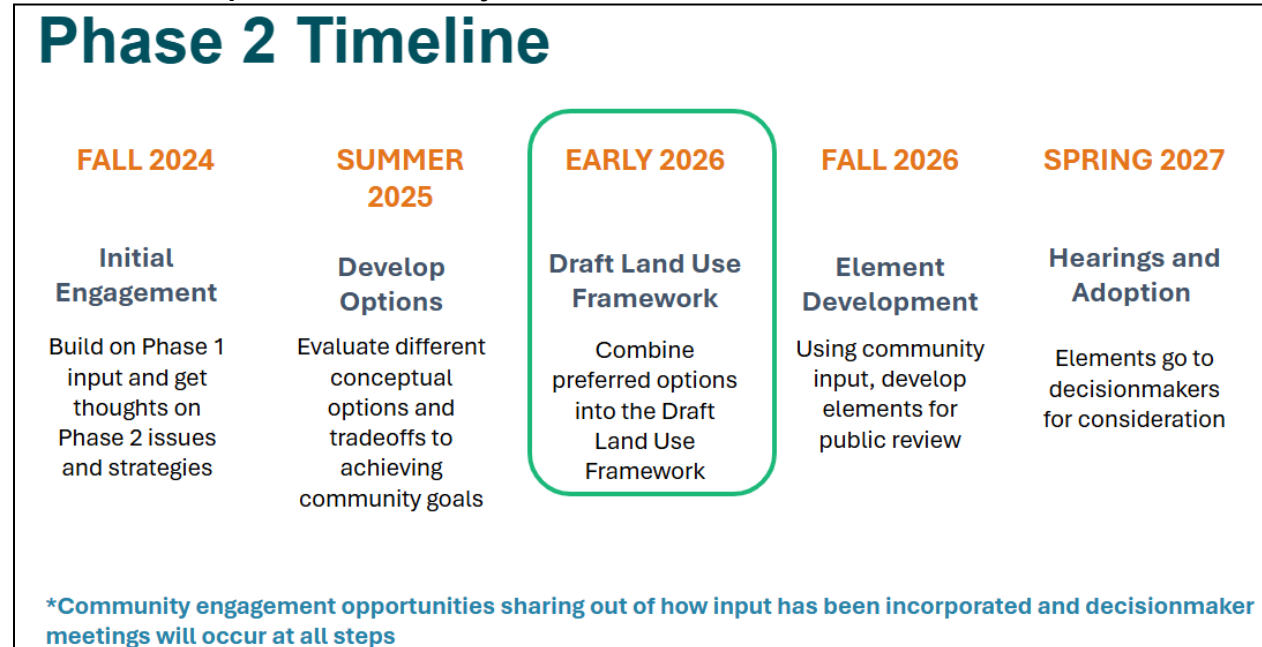 Phase 2 Timeline
FALL 2024
Initial
Engagement
Build on Phase 1
input and get
thoughts on
Phase 2 issues
and strategies
SUMMER
2025
Develop
Options
Evaluate different
conceptual
options and
tradeoffs to
achieving
community goals
EARLY 2026
Draft Land Use
Framework
Combine
preferred options
into the Draft
Land Use
Framework
FALL 2026
Element
Development
Using community
input, develop
elements for
public review
SPRING 2027
Hearings and
Adoption
Elements go to
decisionmakers
for consideration
*Community engagement opportunities sharing out of how input has been incorporated and decisionmaker
meetings will occur at all steps